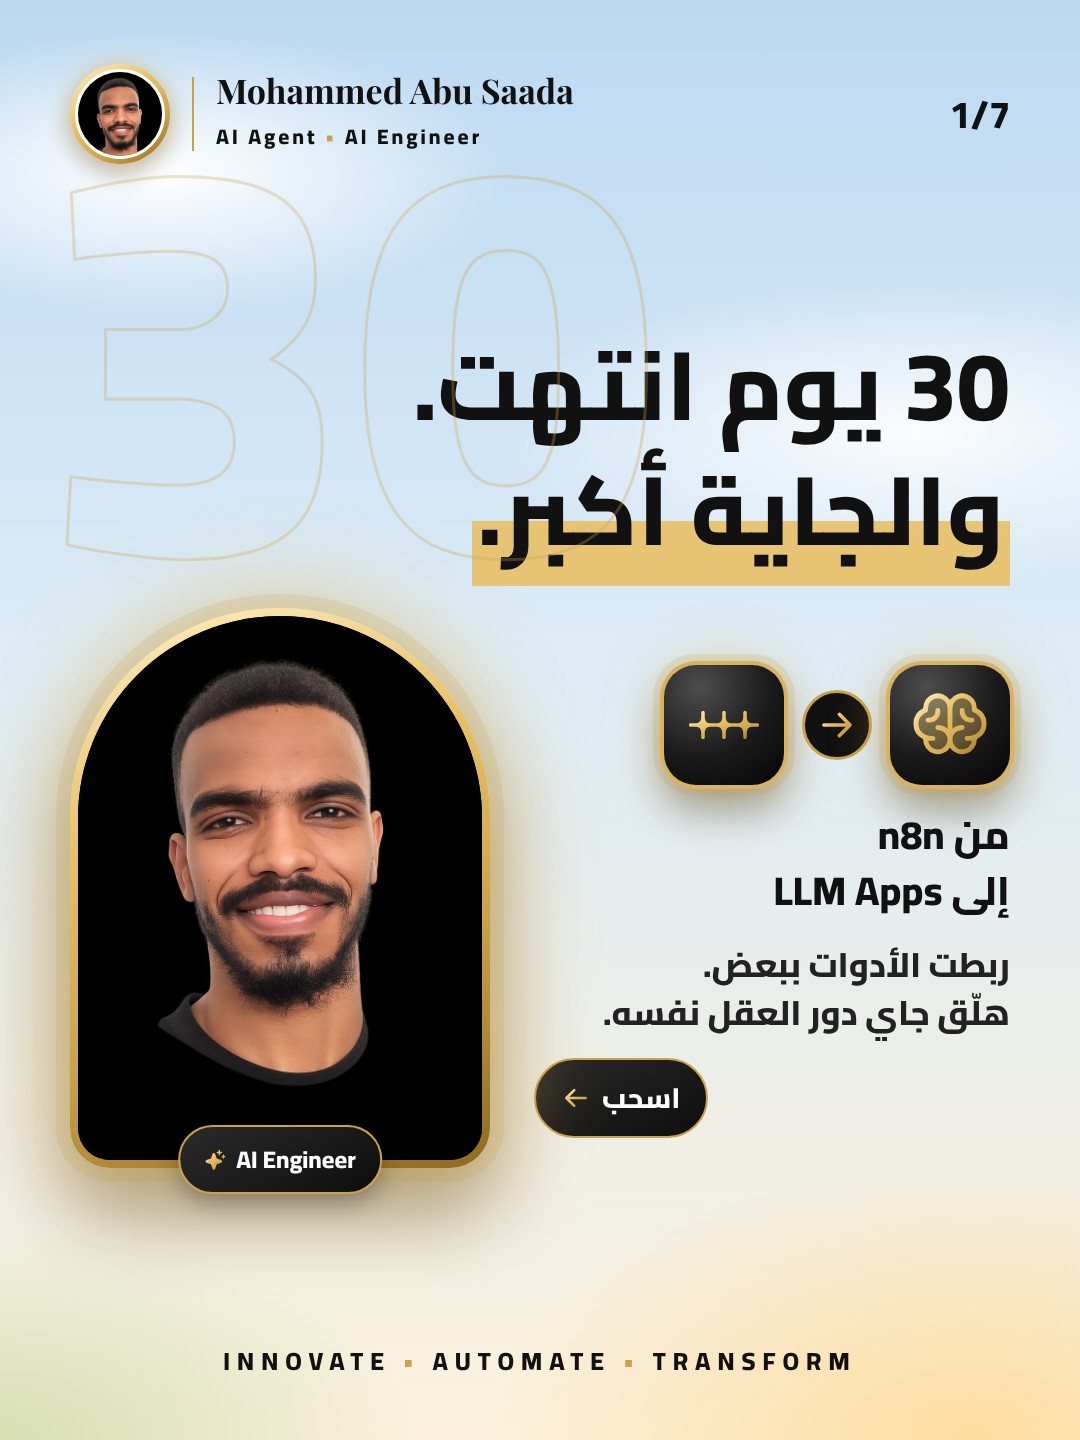 Mohammed Abu Saada
AI Agent ▪ AI Engineer
1/7
30
30 يوم انتهت.
والجاية أكبر.
من n8n
إلى LLM Apps
ربطت الأدوات ببعض.
هلّق جاي دور العقل نفسه.
اسحب ←
AI Engineer
INNOVATE ▪ AUTOMATE ▪ TRANSFORM